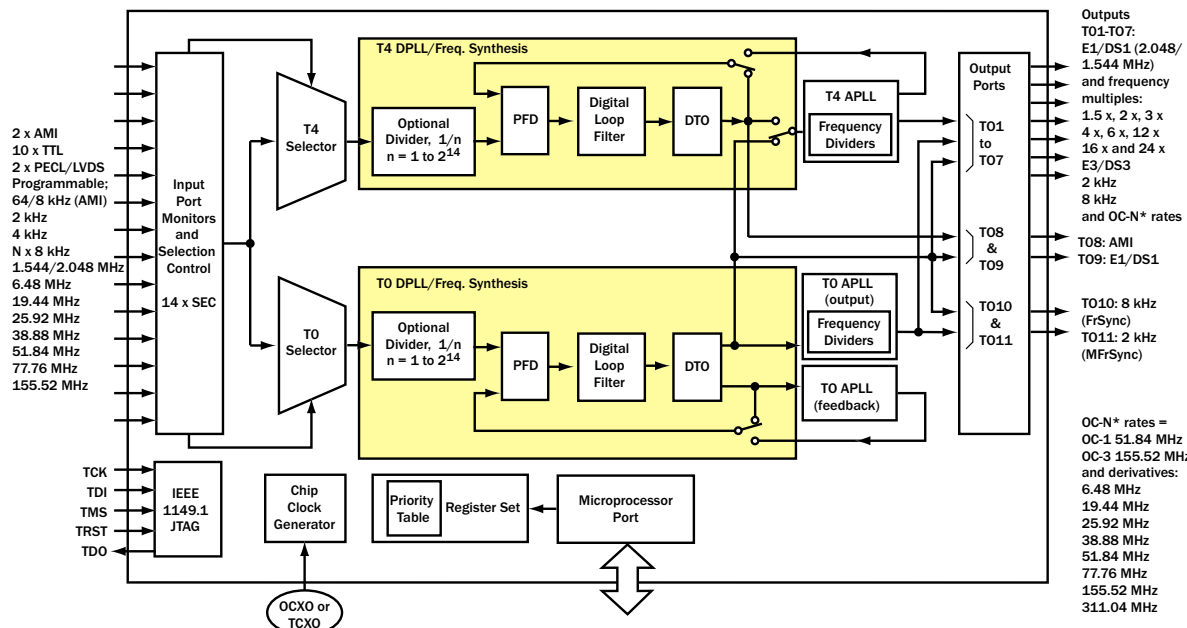 2 x AMI
10 x TTL
2 x PECL/LVDS
Programmable;
64/8 kHz (AMI)
2 kHz
4 kHz
N x 8 kHz
1.544/2.048 MHz
6.48 MHz
19.44 MHz
25.92 MHz
38.88 MHz
51.84 MHz
77.76 MHz
155.52 MHz
TCK
TDI
TMS
TRST
TDO
Input
Port
Monitors
and
Selection
Control
14 x SEC
IEEE
1149.1
JTAG
T4
Selector
T0
Selector
T4 DPLL/Freq. Synthesis
Optional
Divider, 1/n
n = 1 to 2^14
PFD
Digital
Loop
Filter
DTO
T4 APLL
Frequency
Dividers
T0 DPLL/Freq. Synthesis
Optional
Divider, 1/n
n = 1 to 2^14
PFD
Digital
Loop
Filter
DTO
T0 APLL
(output)
Frequency
Dividers
T0 APLL
(feedback)
Chip
Clock
Generator
OCXO or
TCXO
Priority
Table
Register Set
Microprocessor
Port
Output
Ports
TO1
to
TO7
TO8
&
TO9
TO10
&
TO11
Outputs
TO1-TO7:
E1/DS1 (2.048/
1.544 MHz)
and frequency
multiples:
1.5 x, 2 x, 3 x
4 x, 6 x, 12 x
16 x and 24 x
E3/DS3
2 kHz
8 kHz
and OC-N* rates
TO8: AMI
TO9: E1/DS1
TO10: 8 kHz
(FrSync)
TO11: 2 kHz
(MFrSync)
OC-N* rates =
OC-1 51.84 MHz
OC-3 155.52 MHz
and derivatives:
6.48 MHz
19.44 MHz
25.92 MHz
38.88 MHz
51.84 MHz
77.76 MHz
155.52 MHz
311.04 MHz